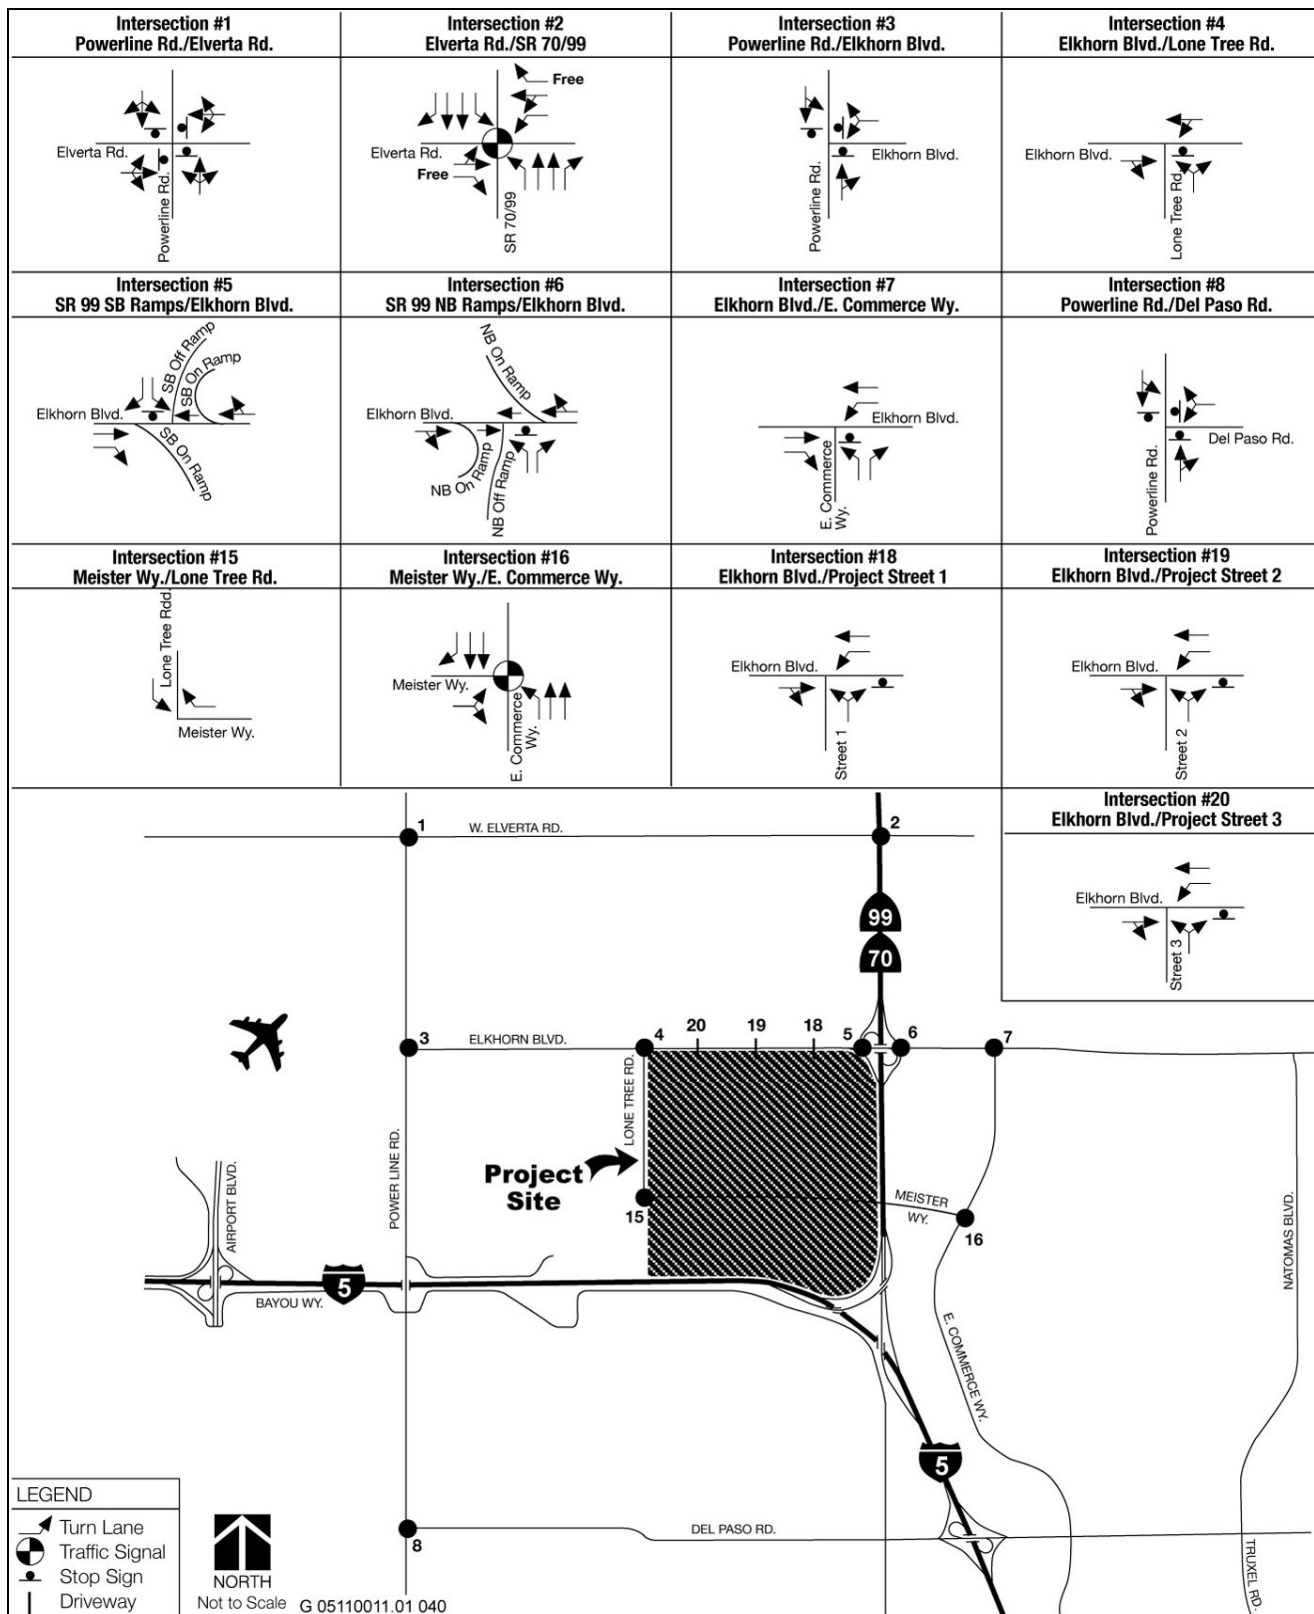 Intersection #1
Powerline Rd./Elverta Rd.
Elverta Rd.
Powerline Rd.
Intersection #2
Elverta Rd./SR 70/99
Free
Elverta Rd.
Free
SR 70/99
Intersection #3
Powerline Rd./Elkhorn Blvd.
Elkhorn Blvd.
Powerline Rd.
Intersection #4
Elkhorn Blvd./Lone Tree Rd.
Elkhorn Blvd.
Lone Tree Rd.
Intersection #5
SR 99 SB Ramps/Elkhorn Blvd.
SB Off Ramp
SB On Ramp
Elkhorn Blvd.
SB On Ramp
Intersection #6
SR 99 NB Ramps/Elkhorn Blvd.
NB On Ramp
Elkhorn Blvd.
NB On Ramp
NB Off Ramp
Intersection #7
Elkhorn Blvd./E. Commerce Wy.
Elkhorn Blvd.
E. Commerce
Wy.
Intersection #8
Powerline Rd./Del Paso Rd.
Del Paso Rd.
Powerline Rd.
Intersection #15
Meister Wy./Lone Tree Rd.
Lone Tree Rdd.
Meister Wy.
Intersection #16
Meister Wy./E. Commerce Wy.
Meister Wy.
E. Commerce
Wy.
Intersection #18
Elkhorn Blvd./Project Street 1
Elkhorn Blvd.
Street 1
Intersection #19
Elkhorn Blvd./Project Street 2
Elkhorn Blvd.
Street 2
Intersection #20
Elkhorn Blvd./Project Street 3
Elkhorn Blvd.
Street 3
1
W. ELVERTA RD.
2
99
70
3
ELKHORN BLVD.
4
20
19
18
5
6
7
LONE TREE RD.
POWER LINE RD.
Project
Site
15
MEISTER
WY.
16
AIRPORT BLVD.
NATOMAS BLVD.
5
BAYOU WY.
E. COMMERCE WY.
5
8
DEL PASO RD.
TRUXEL RD.
LEGEND
Turn Lane
Traffic Signal
Stop Sign
Driveway
NORTH
Not to Scale
G 05110011.01 040